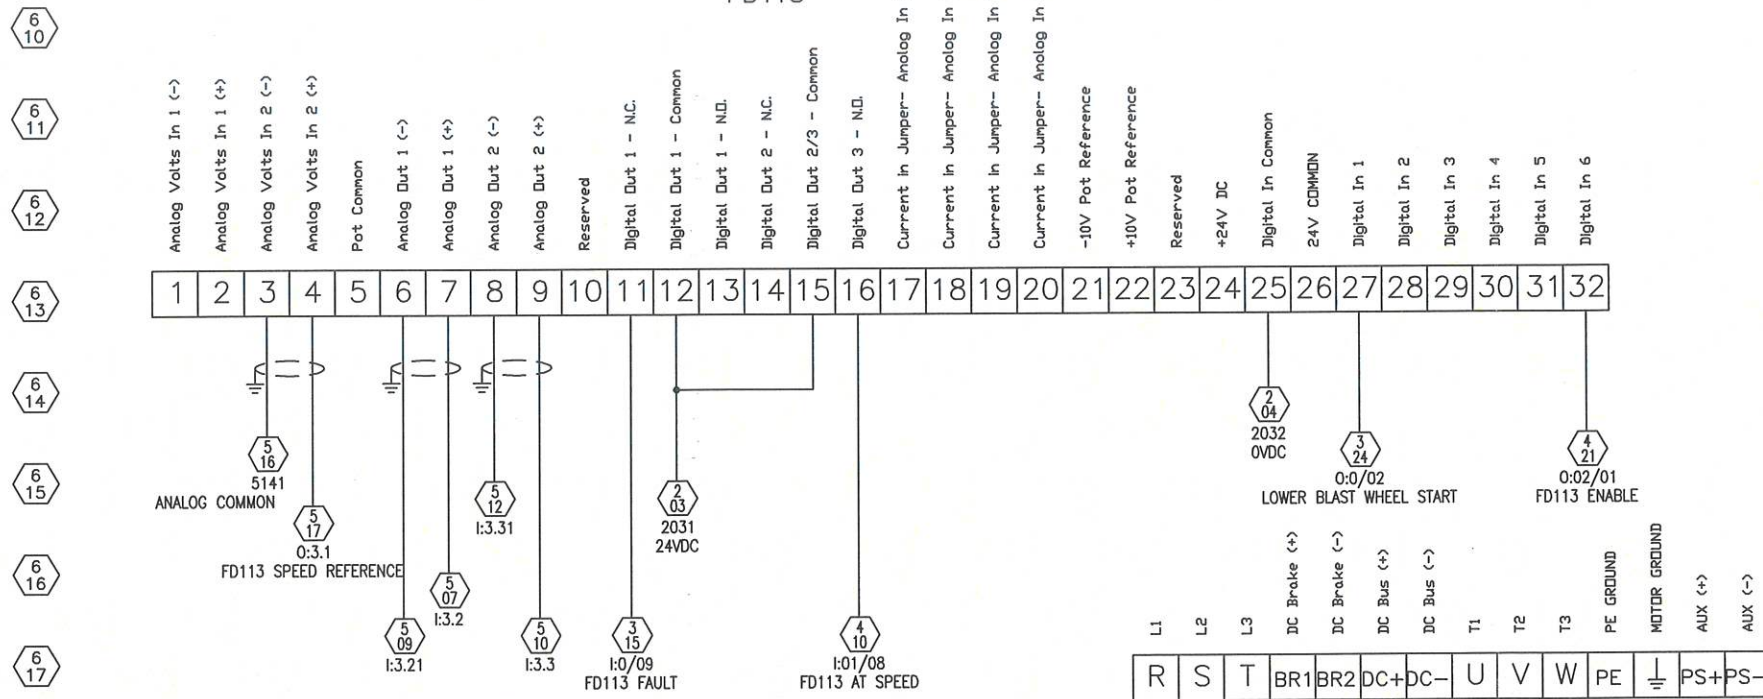 6
10
6
11
6
12
6
13
6
14
6
15
6
16
6
17
Analog Volts In 1 (-)
Analog Volts In 1 (+)
Analog Volts In 2 (-)
Analog Volts In 2 (+)
Pot Common
Analog Out 1 (-)
Analog Out 1 (+)
Analog Out 2 (-)
Analog Out 2 (+)
Reserved
Digital Out 1 - N.C.
Digital Out 1 - Common
Digital Out 1 - N.O.
Digital Out 2 - N.C.
Digital Out 2/3 - Common
Digital Out 3 - N.O.
Current In Jumper- Anolog In
Current In Jumper- Anolog In
Current In Jumper- Anolog In
Current In Jumper- Anolog In
-10V Pot Reference
+10V Pot Reference
Reserved
+24V DC
Digital In Common
24V COMMON
Digital In 1
Digital In 2
Digital In 3
Digital In 4
Digital In 5
Digital In 6
1 2 3 4 5 6 7 8 9 10 11 12 13 14 15 16 17 18 19 20 21 22 23 24 25 26 27 28 29 30 31 32
5
16
5141
ANALOG COMMON
5
17
O:3.1
FD113 SPEED REFERENCE
5
09
I:3.21
5
07
I:3.2
5
12
I:3.31
5
10
I:3.3
3
15
I:0/09
FD113 FAULT
2
03
2031
24VDC
4
10
I:01/08
FD113 AT SPEED
2
04
2032
0VDC
3
24
O:0/02
LOWER BLAST WHEEL START
4
21
O:02/01
FD113 ENABLE
L1
L2
L3
DC Brake (+)
DC Brake (-)
DC Bus (+)
DC Bus (-)
T1
T2
T3
PE GROUND
MOTOR GROUND
AUX (+)
AUX (-)
R S T BR1 BR2 DC+ DC- U V W PE PS+ PS-